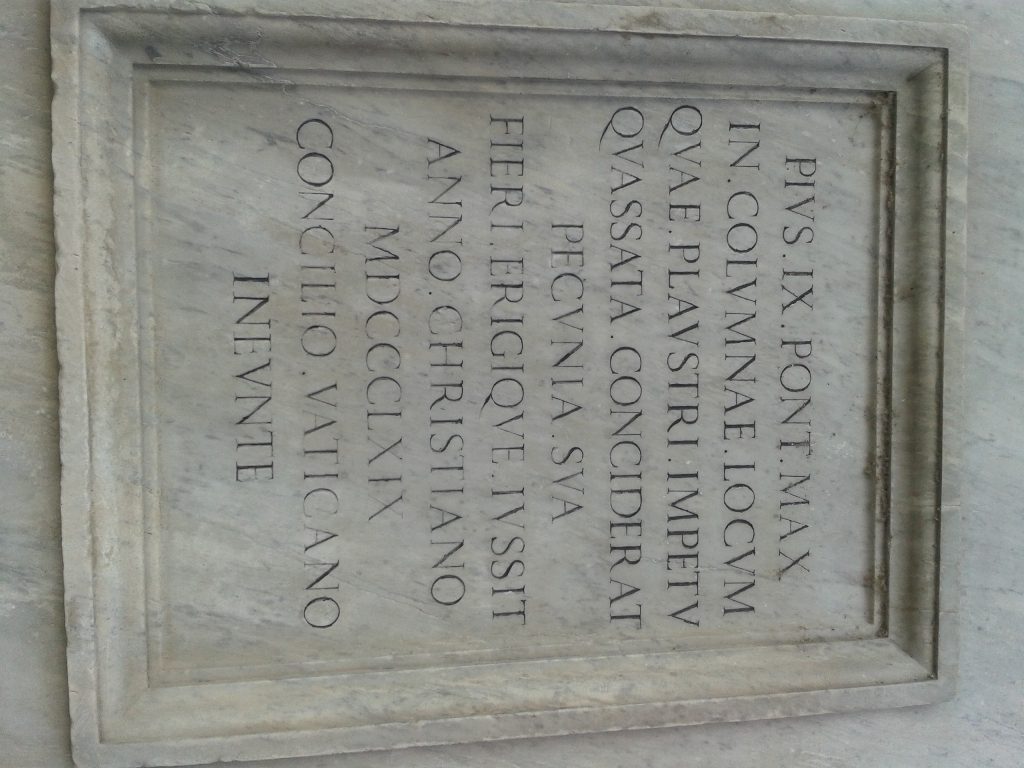 PIVS . IX . PONT . MAX
IN . COLVMNAE . LOCVM
QVAE . PLAVSTRI . IMPETV
QVASSATA . CONCIDERAT
PECVNIA . SVA
FIERI . ERIGIQVE . IVSSIT
ANNO . CHRISTIANO
MDCCCLXIX
CONCILIO . VATICANO
INEVNTE